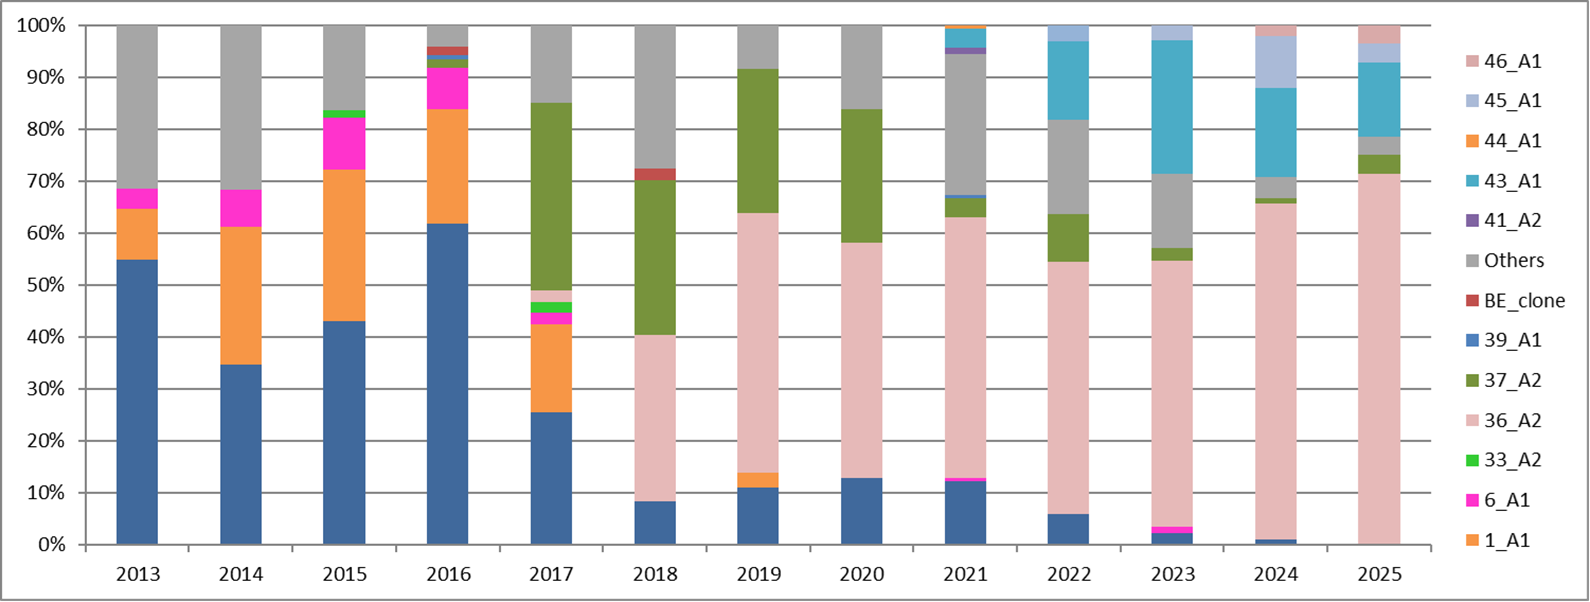 100%
90%
80%
70%
60%
50%
40%
30%
20%
10%
0%
2013 2014 2015 2016 2017 2018 2019 2020 2021 2022 2023 2024 2025
46_A1
45_A1
44_A1
43_A1
41_A2
Others
BE_clone
39_A1
37_A2
36_A2
33_A2
6_A1
1_A1